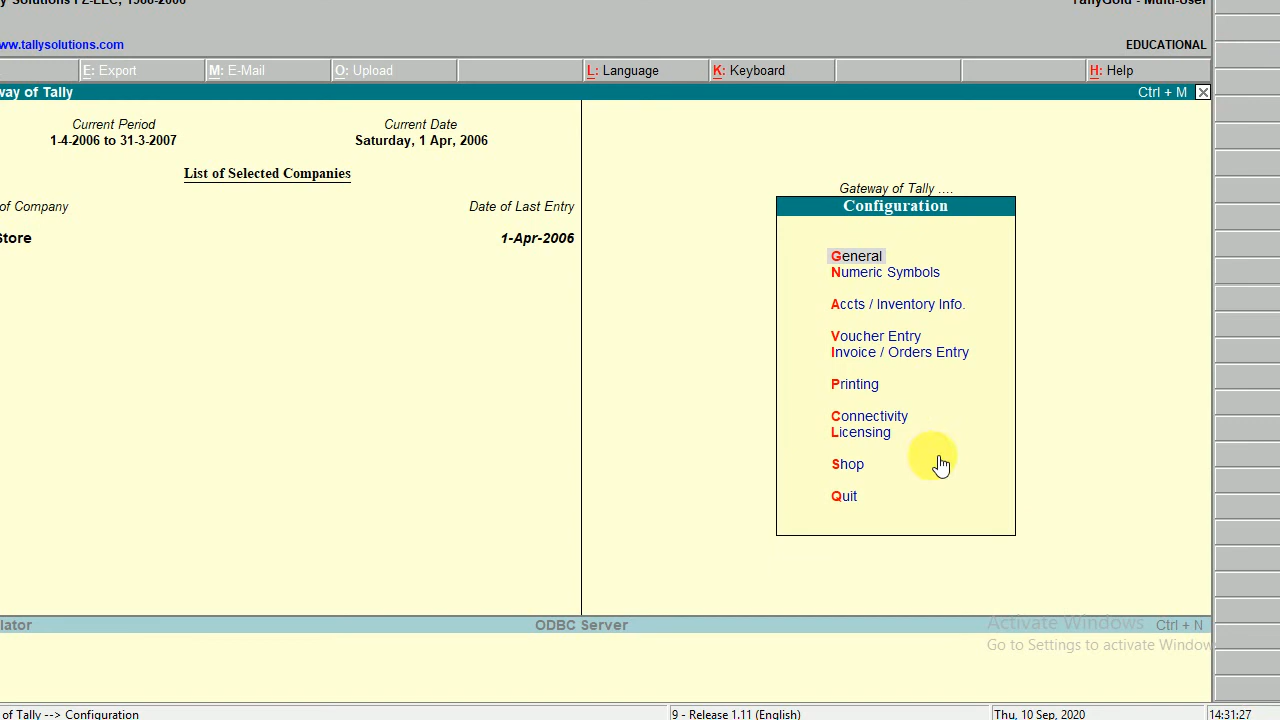 Solutions FZ-LLC, 1988-2006
TallyGold - Multi-User
ww.tallysolutions.com
EDUCATIONAL
E: Export
M: E-Mail
O: Upload
L: Language
K: Keyboard
H: Help
way of Tally
Ctrl + M
Current Period
Current Date
1-4-2006 to 31-3-2007
Saturday, 1 Apr, 2006
List of Selected Companies
Gateway of Tally ....
Configuration
of Company
Date of Last Entry
Store
1-Apr-2006
General
Numeric Symbols
Accts / Inventory Info.
Voucher Entry
Invoice / Orders Entry
Printing
Connectivity
Licensing
Shop
Quit
lator
ODBC Server
Ctrl + N
Activate Windows
Go to Settings to activate Window
of Tally --> Configuration
9 - Release 1.11 (English)
Thu, 10 Sep, 2020
14:31:27